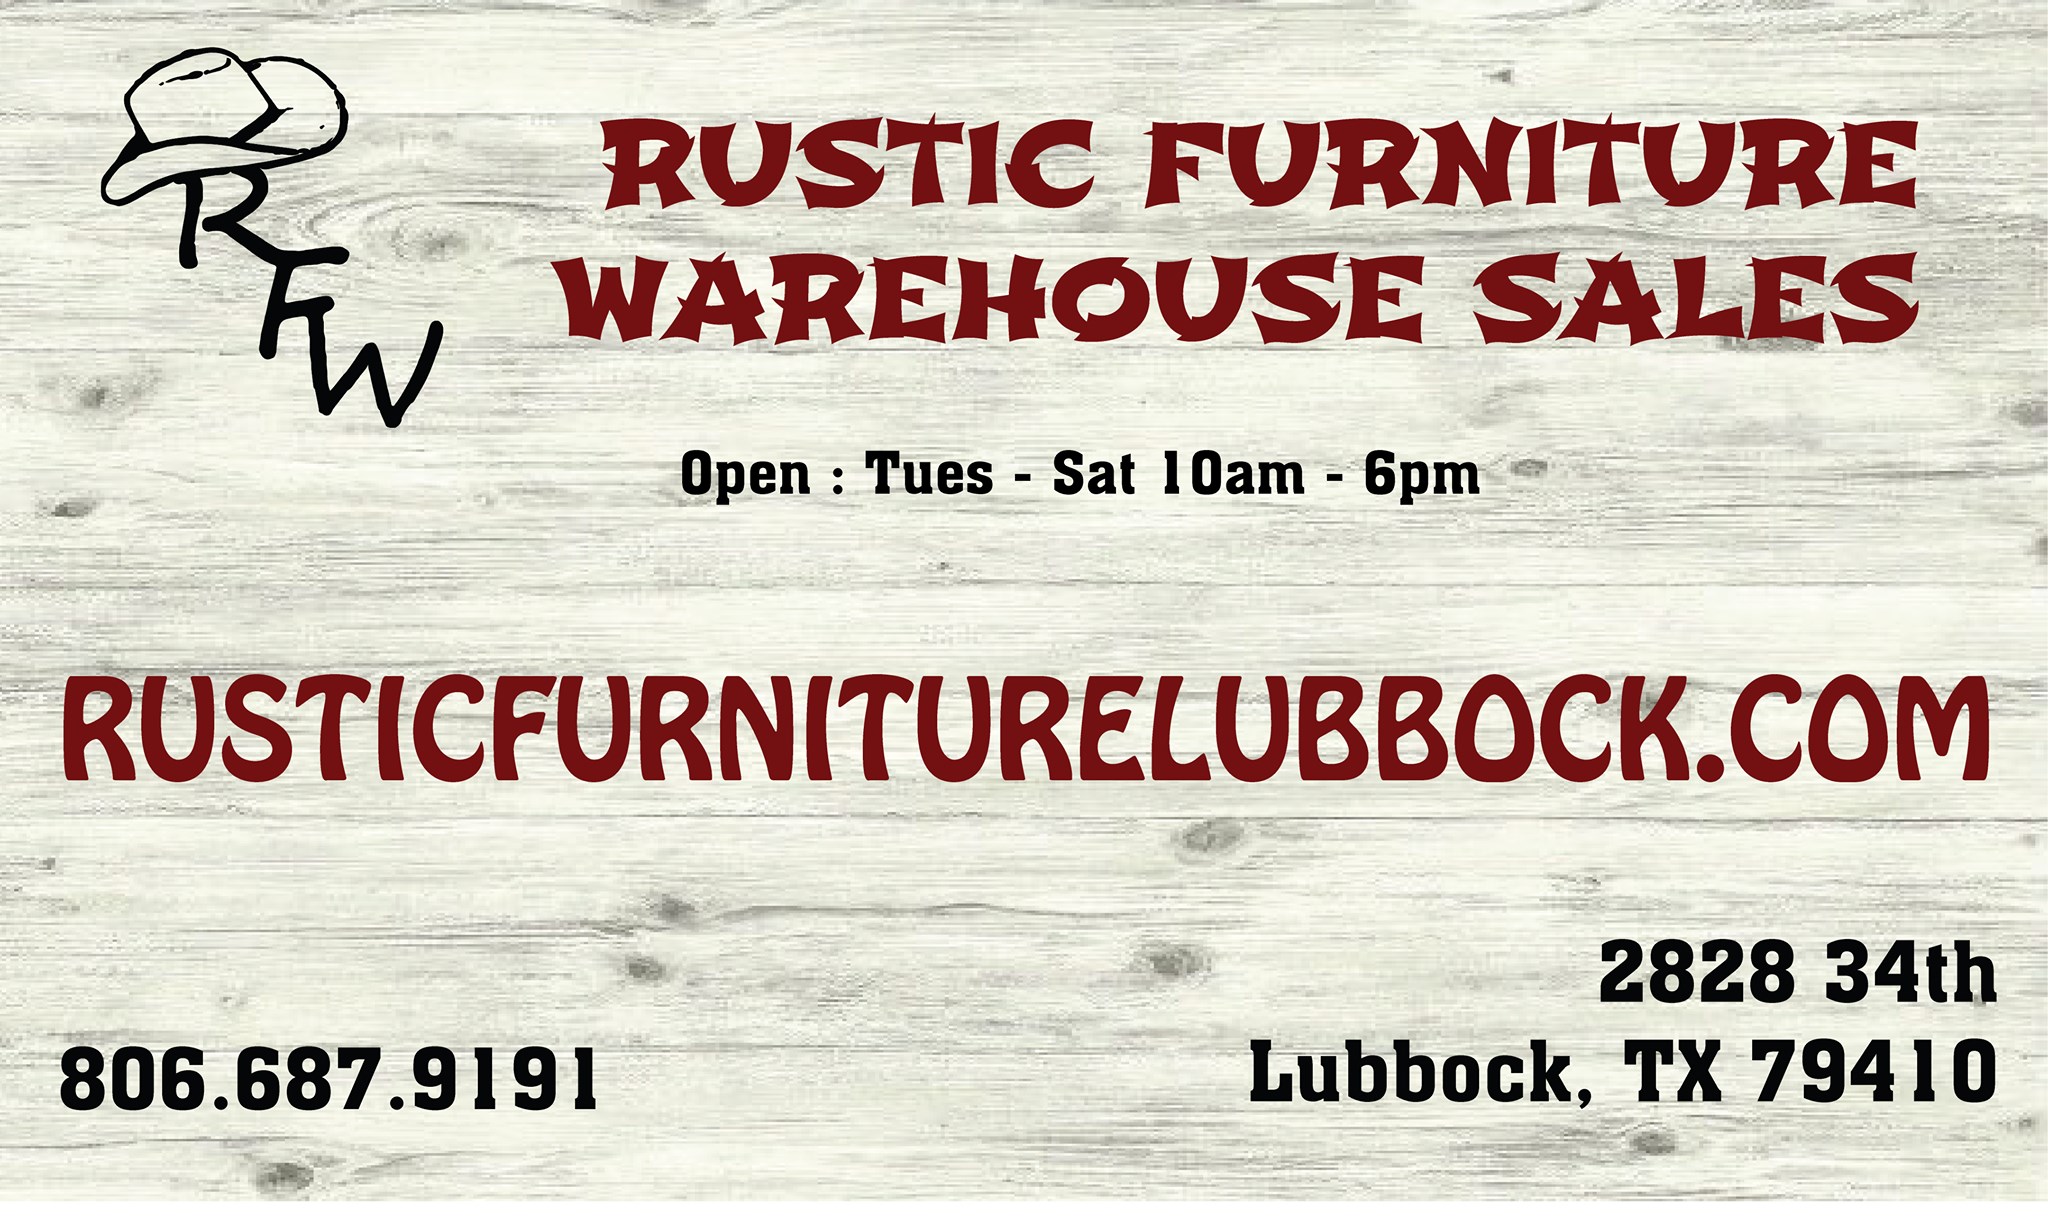 RFW
RUSTIC FURNITURE
WAREHOUSE SALES
Open : Tues - Sat 10am - 6pm
RUSTICFURNITURELUBBOCK.COM
2828 34th
806.687.9191
Lubbock, TX 79410